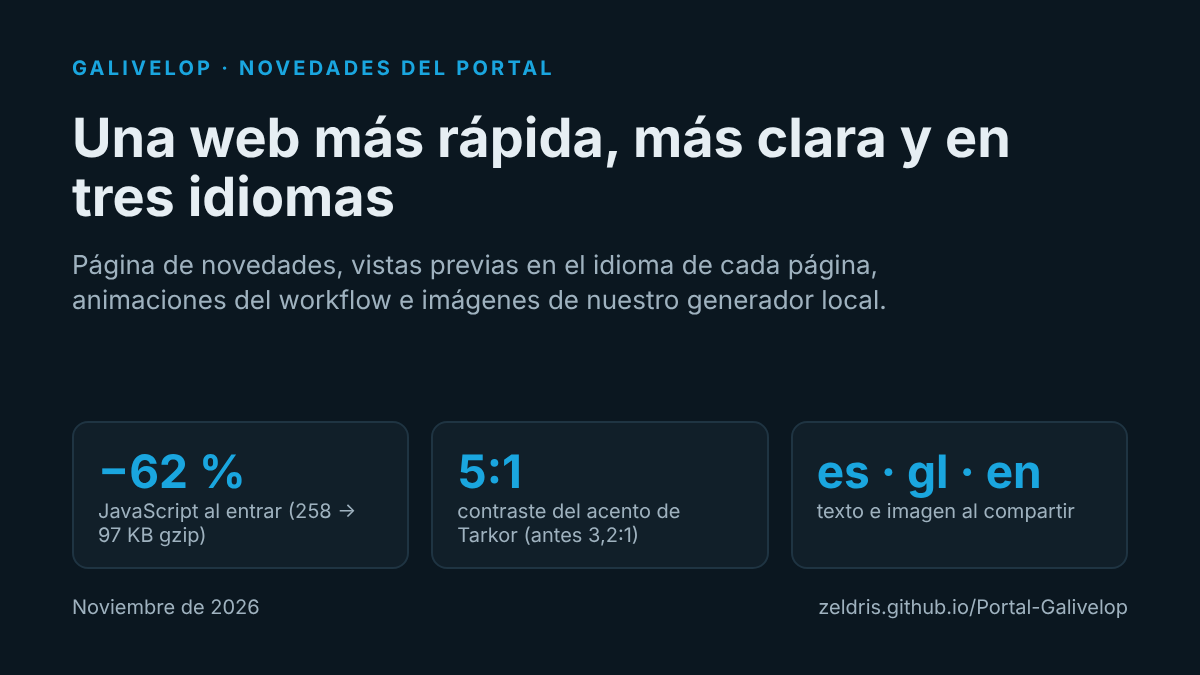 GALIVELOP · NOVEDADES DEL PORTAL
Una web más rápida, más clara y en
tres idiomas
Página de novedades, vistas previas en el idioma de cada página,
animaciones del workflow e imágenes de nuestro generador local.
−62 %
JavaScript al entrar (258 →
97 KB gzip)
5:1
contraste del acento de
Tarkor (antes 3,2:1)
es · gl · en
texto e imagen al compartir
Noviembre de 2026
zeldris.github.io/Portal-Galivelop